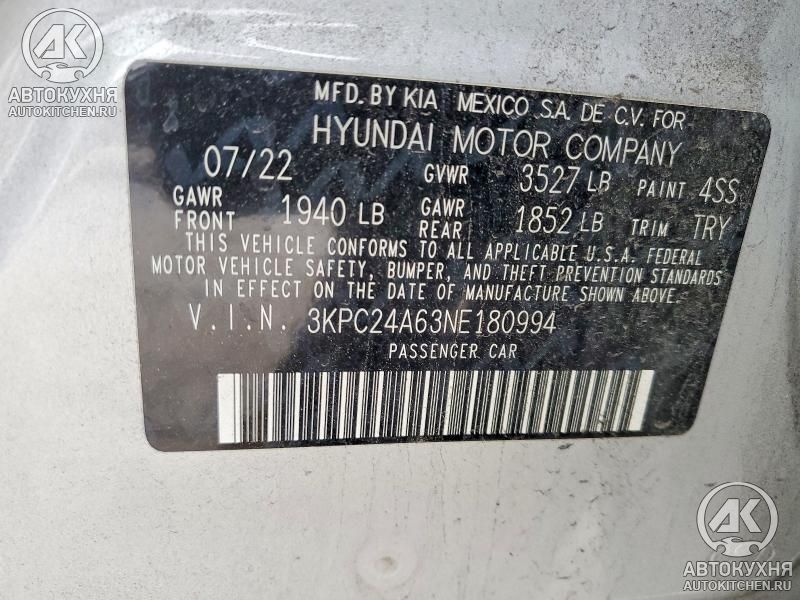 AK
АВТОКУХНЯ
AUTOKITCHEN.RU
MFD. BY KIA MEXICO S.A. DE C.V. FOR
HYUNDAI MOTOR COMPANY
07/22 GVWR 3527 LB PAINT 4SS
GAWR FRONT 1940 LB GAWR REAR 1852 LB TRIM TRY
THIS VEHICLE CONFORMS TO ALL APPLICABLE U.S.A. FEDERAL
MOTOR VEHICLE SAFETY, BUMPER, AND THEFT PREVENTION STANDARDS
IN EFFECT ON THE DATE OF MANUFACTURE SHOWN ABOVE.
V.I.N. 3KPC24A63NE180994
PASSENGER CAR
AK
АВТОКУХНЯ
AUTOKITCHEN.RU